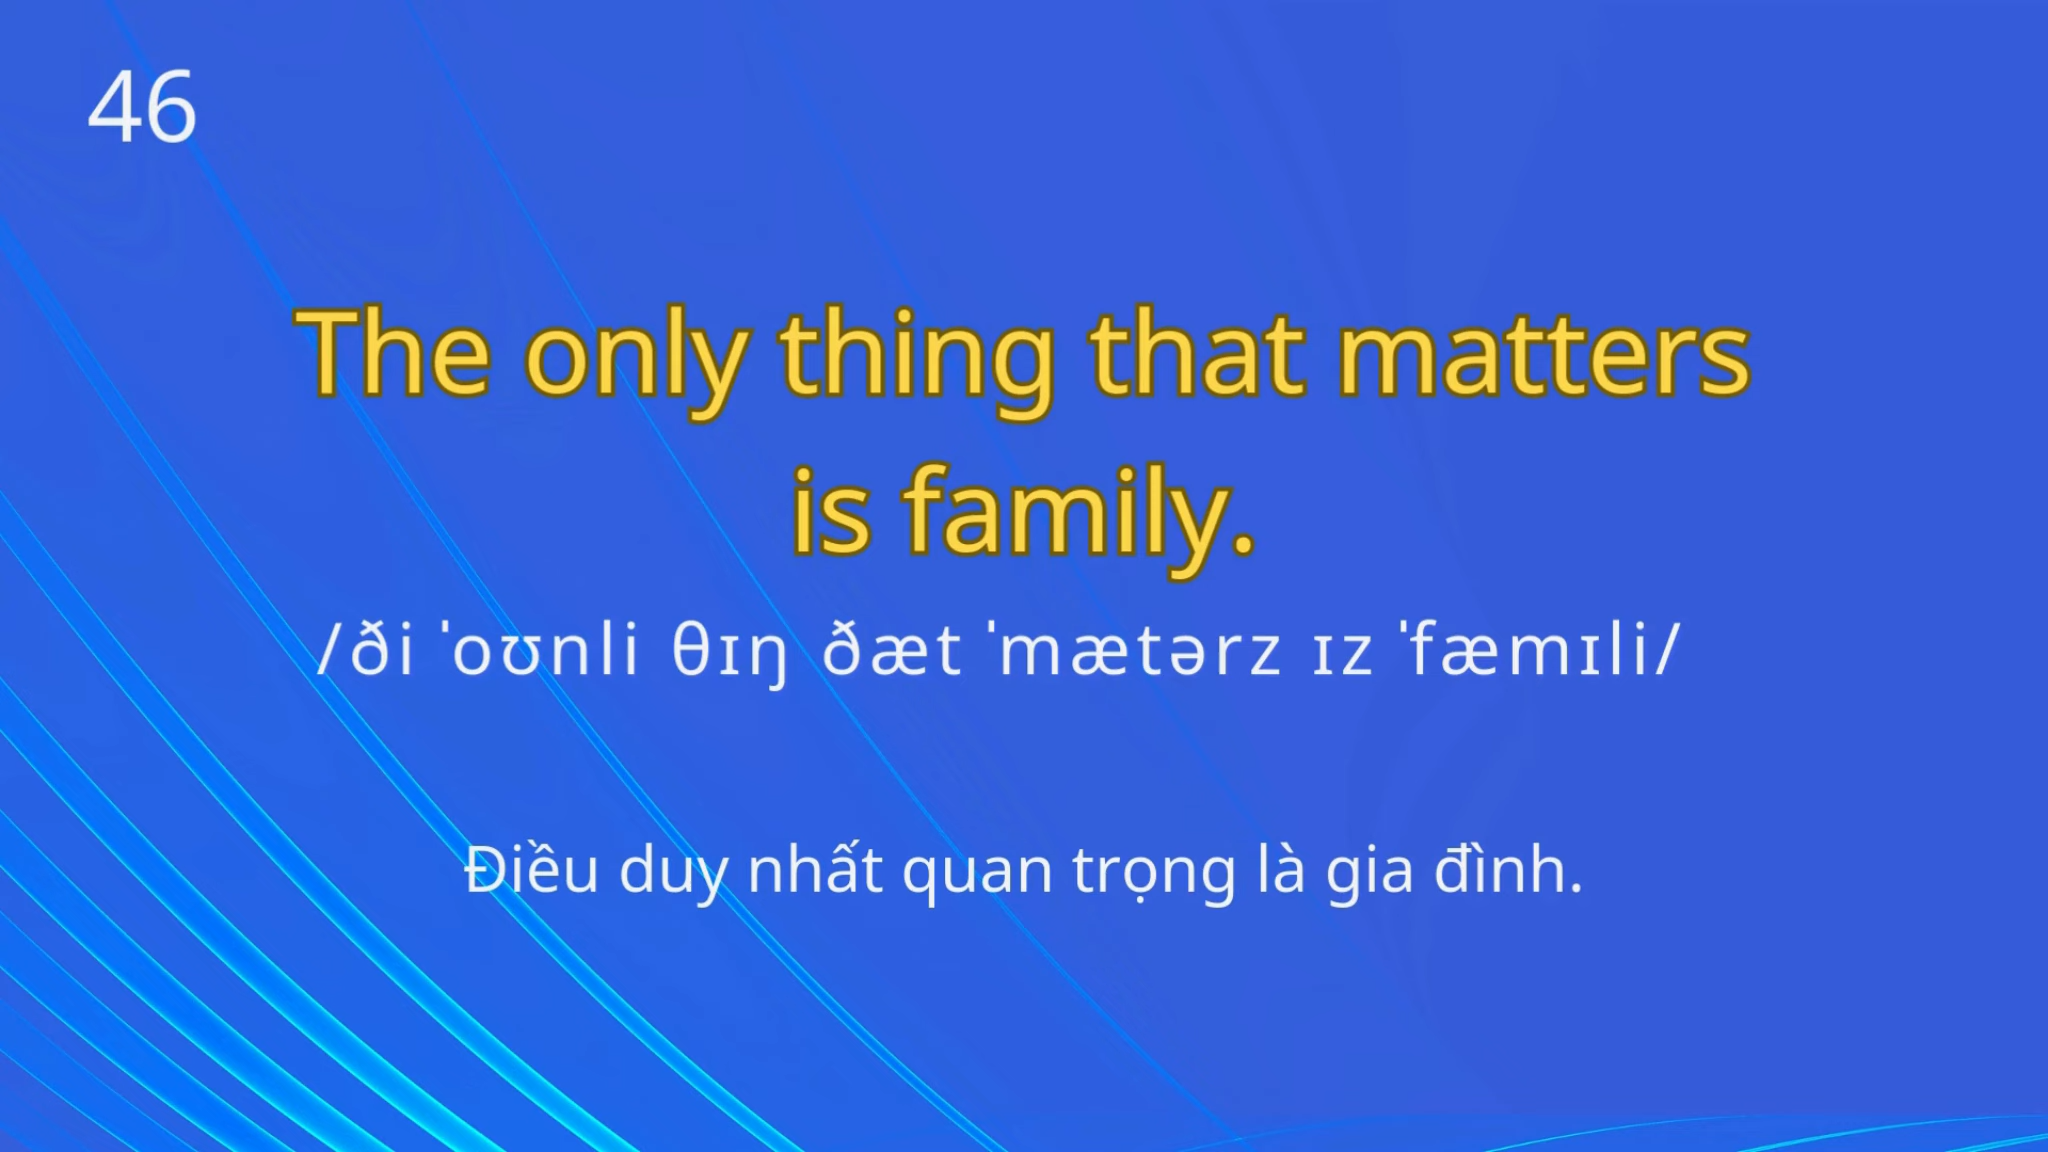 46
The only thing that matters
is family.
/ði ˈoʊnli θɪŋ ðæt ˈmætərz ɪz ˈfæmɪli/
Điều duy nhất quan trọng là gia đình.